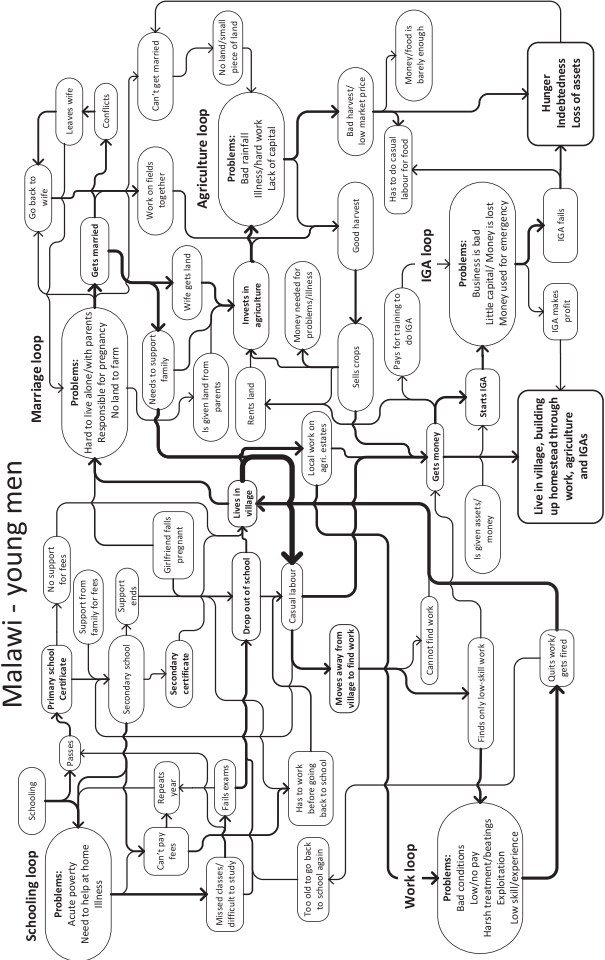 Malawi - young men
Schooling loop
Schooling
Problems:
Acute poverty
Need to help at home
Illness
Passes
Primary school
Certificate
No support
for fees
Support from
family for fees
Secondary school
Support
ends
Secondary
certificate
Girlfriend falls
pregnant
Can't pay
fees
Repeats
year
Fails exams
Missed classes/
difficult to study
Has to work
before going
back to school
Too old to go back
to school again
Drop out of school
Lives in
village
Casual labour
Local work on
agri. estates
Moves away from
village to find work
Cannot find work
Finds only low-skill work
Quits work/
gets fired
Work loop
Problems:
Bad conditions
Low/no pay
Harsh treatment/beatings
Exploitation
Low skill/experience
Marriage loop
Problems:
Hard to live alone/with parents
Responsible for pregnancy
No land to farm
Gets married
Go back to
wife
Leaves wife
Conflicts
Can't get married
Work on fields
together
Needs to support
family
Wife gets land
Is given land from
parents
Agriculture loop
No land/small
piece of land
Problems:
Bad rainfall
Illness/hard work
Lack of capital
Invests in
agriculture
Rents land
Money needed for
problems/illness
Sells crops
Good harvest
Bad harvest/
low market price
Money/food is
barely enough
Has to do casual
labour for food
Hunger
Indebtedness
Loss of assets
IGA loop
Pays for training to
do IGA
Gets money
Is given assets/
money
Starts IGA
Problems:
Business is bad
Little capital/ Money is lost
Money used for emergency
IGA fails
IGA makes
profit
Live in village, building
up homestead through
work, agriculture
and IGAs